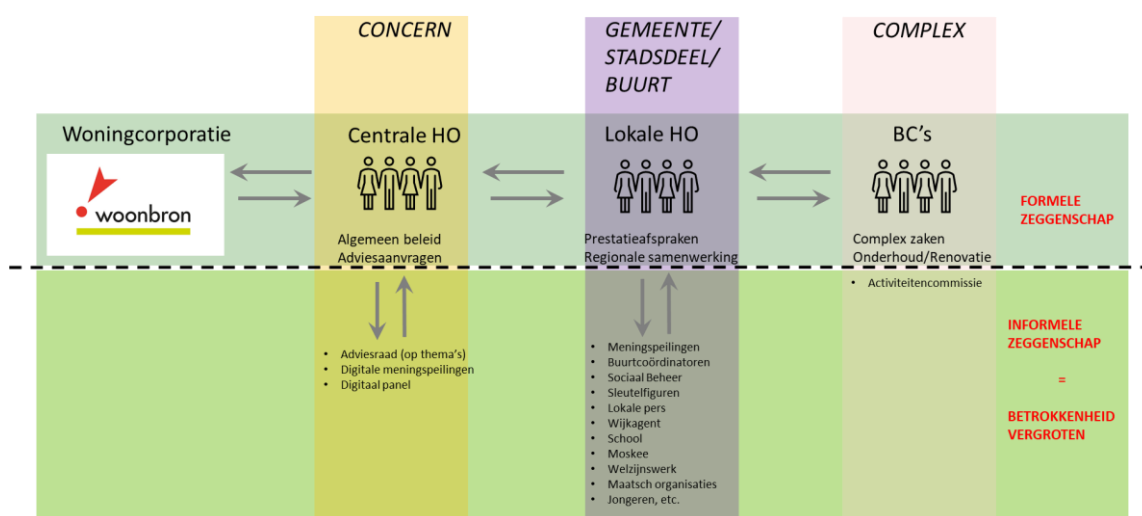 CONCERN
GEMEENTE/
STADSDEEL/
BUURT
COMPLEX
Woningcorporatie
woonbron
Centrale HO
Algemeen beleid
Adviesaanvragen
Lokale HO
Prestatieafspraken
Regionale samenwerking
BC's
Complex zaken
Onderhoud/Renovatie
FORMELE
ZEGGENSCHAP
• Adviesraad (op thema's)
• Digitale meningspeilingen
• Digitaal panel
• Meningspeilingen
• Buurtcoördinatoren
• Sociaal Beheer
• Sleutelfiguren
• Lokale pers
• Wijkagent
• School
• Moskee
• Welzijnswerk
• Maatsch organisaties
• Jongeren, etc.
• Activiteitencommissie
INFORMELE
ZEGGENSCHAP
=
BETROKKENHEID
VERGROTEN